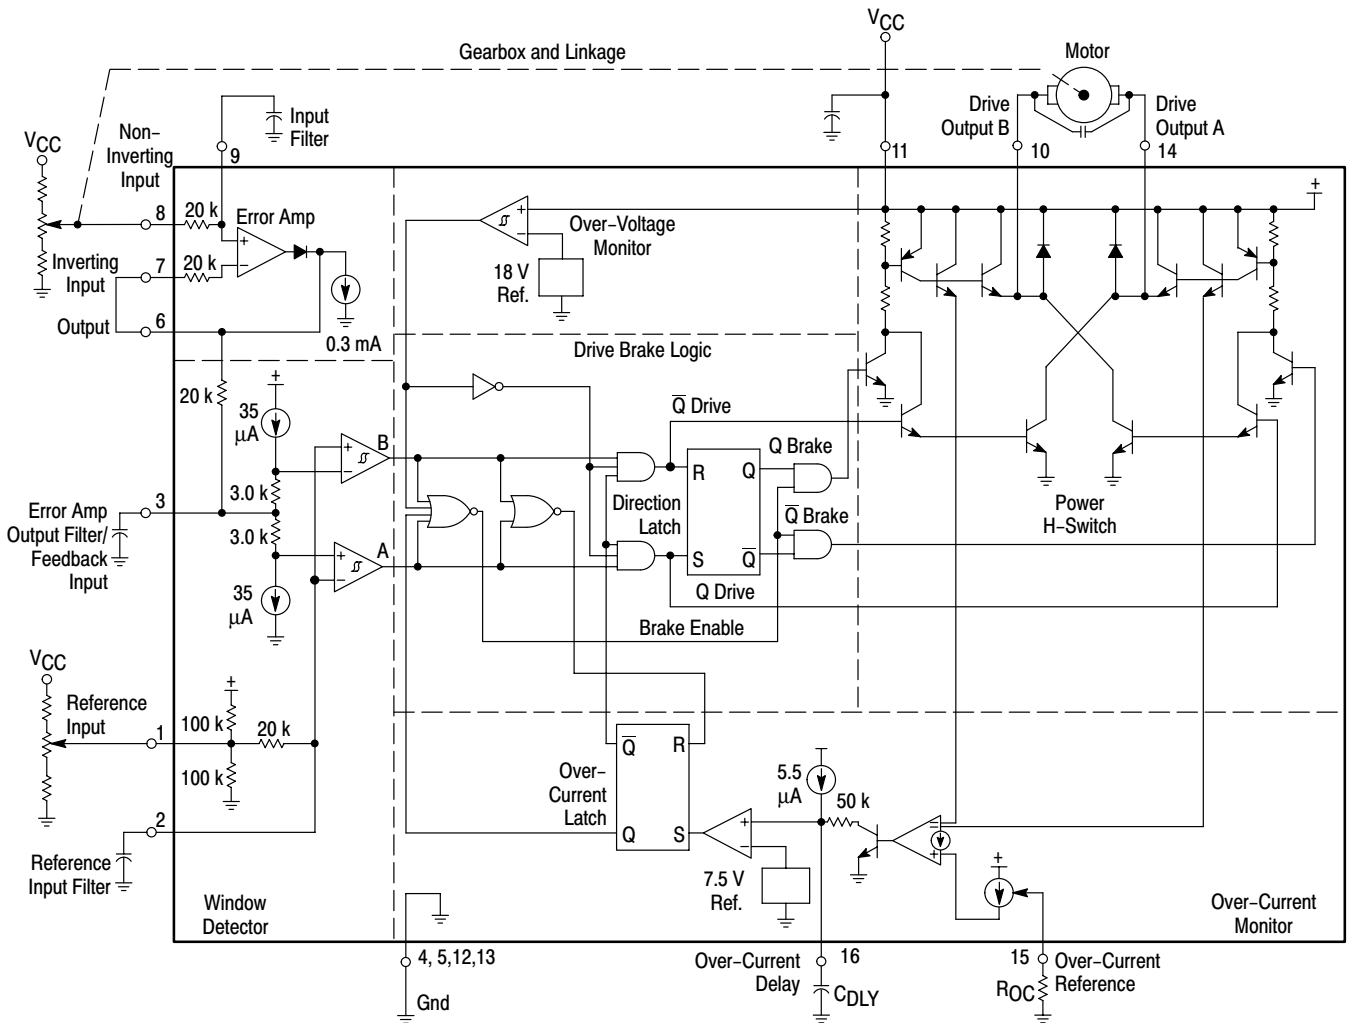 VCC
Gearbox and Linkage
Motor
Non–
Inverting
Input
VCC
9
Input
Filter
Drive
Output B
Drive
Output A
11
10
14
8
20 k
Error Amp
+
–
Over–Voltage
Monitor
+
–
+
Inverting
Input
7
20 k
18 V
Ref.
Output
6
0.3 mA
Drive Brake Logic
20 k
+
35
μA
Q̅ Drive
B
+
–
Q Brake
R
Q
3.0 k
3
Error Amp
Output Filter/
Feedback
Input
Direction
Latch
Q̅ Brake
Power
H–Switch
3.0 k
A
+
–
S
Q̅
35
μA
Q Drive
Brake Enable
VCC
Reference
Input
+
100 k
1
20 k
100 k
Q̅
R
Over–
Current
Latch
Q
S
5.5
μA
50 k
+
–
=
+
2
Reference
Input Filter
7.5 V
Ref.
+
Window
Detector
Over–Current
Monitor
4, 5,12,13
Gnd
Over–Current
Delay
16
CDLY
15
Over–Current
Reference
ROC